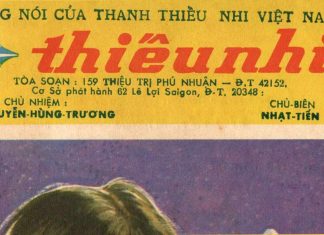 NG NÓI CỦA THANH THIẾU NHI VIỆT NA
thiếunhi
TÒA SOẠN : 159 THIỆU TRỊ PHÚ NHUẬN — Đ.T 42152,
Cơ Sở phát hành 62 Lê Lợi Saigon, Đ-T. 20348 :
CHỦ NHIỆM :
UYỄN-HÙNG-TRƯƠNG
CHỦ-BIÊN
NHẬT-TIẾN